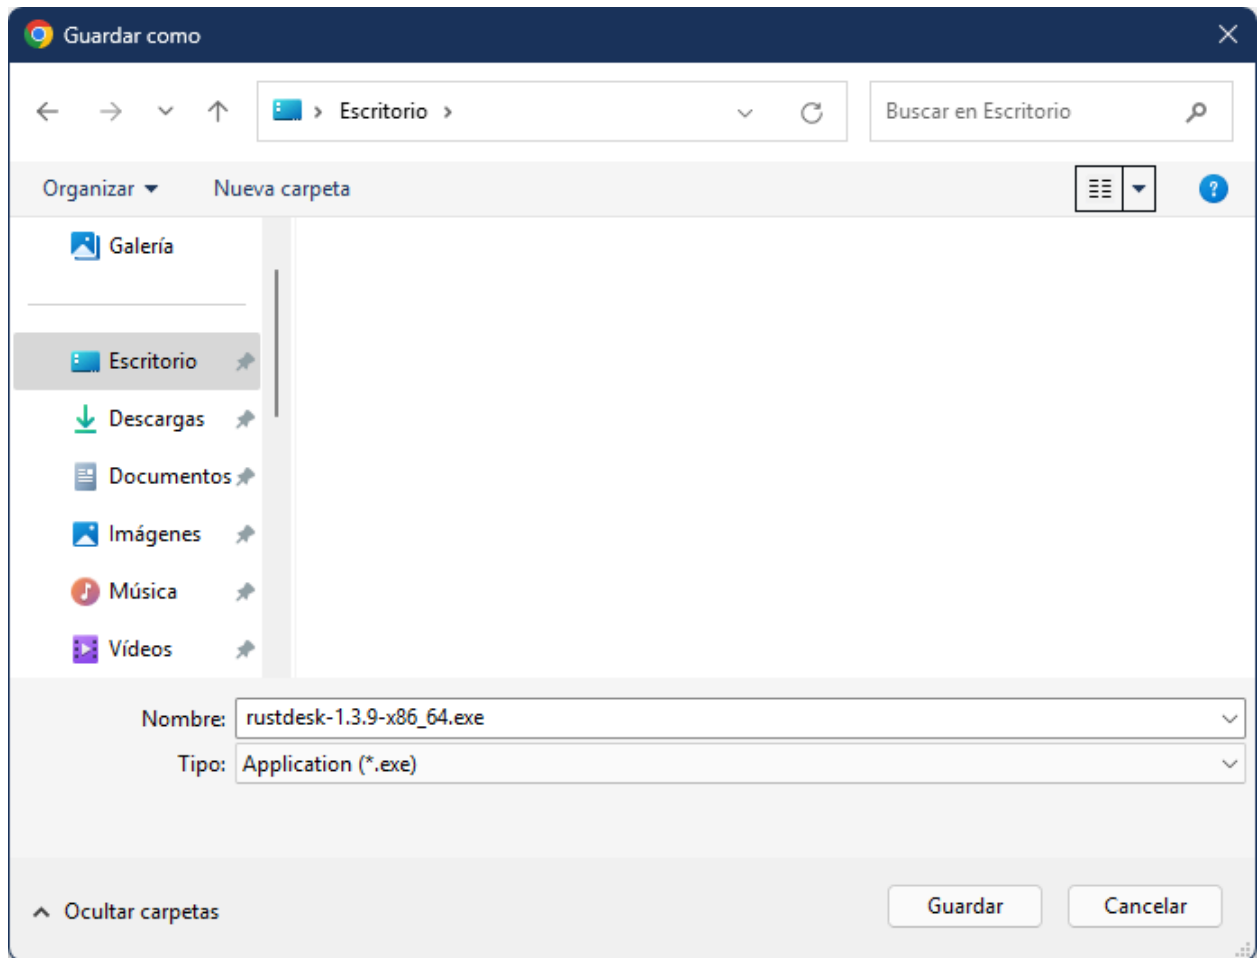 Guardar como
Escritorio
Buscar en Escritorio
Organizar
Nueva carpeta
Galería
Escritorio
Descargas
Documentos
Imágenes
Música
Vídeos
Nombre: rustdesk-1.3.9-x86_64.exe
Tipo: Application (*.exe)
Ocultar carpetas
Guardar
Cancelar